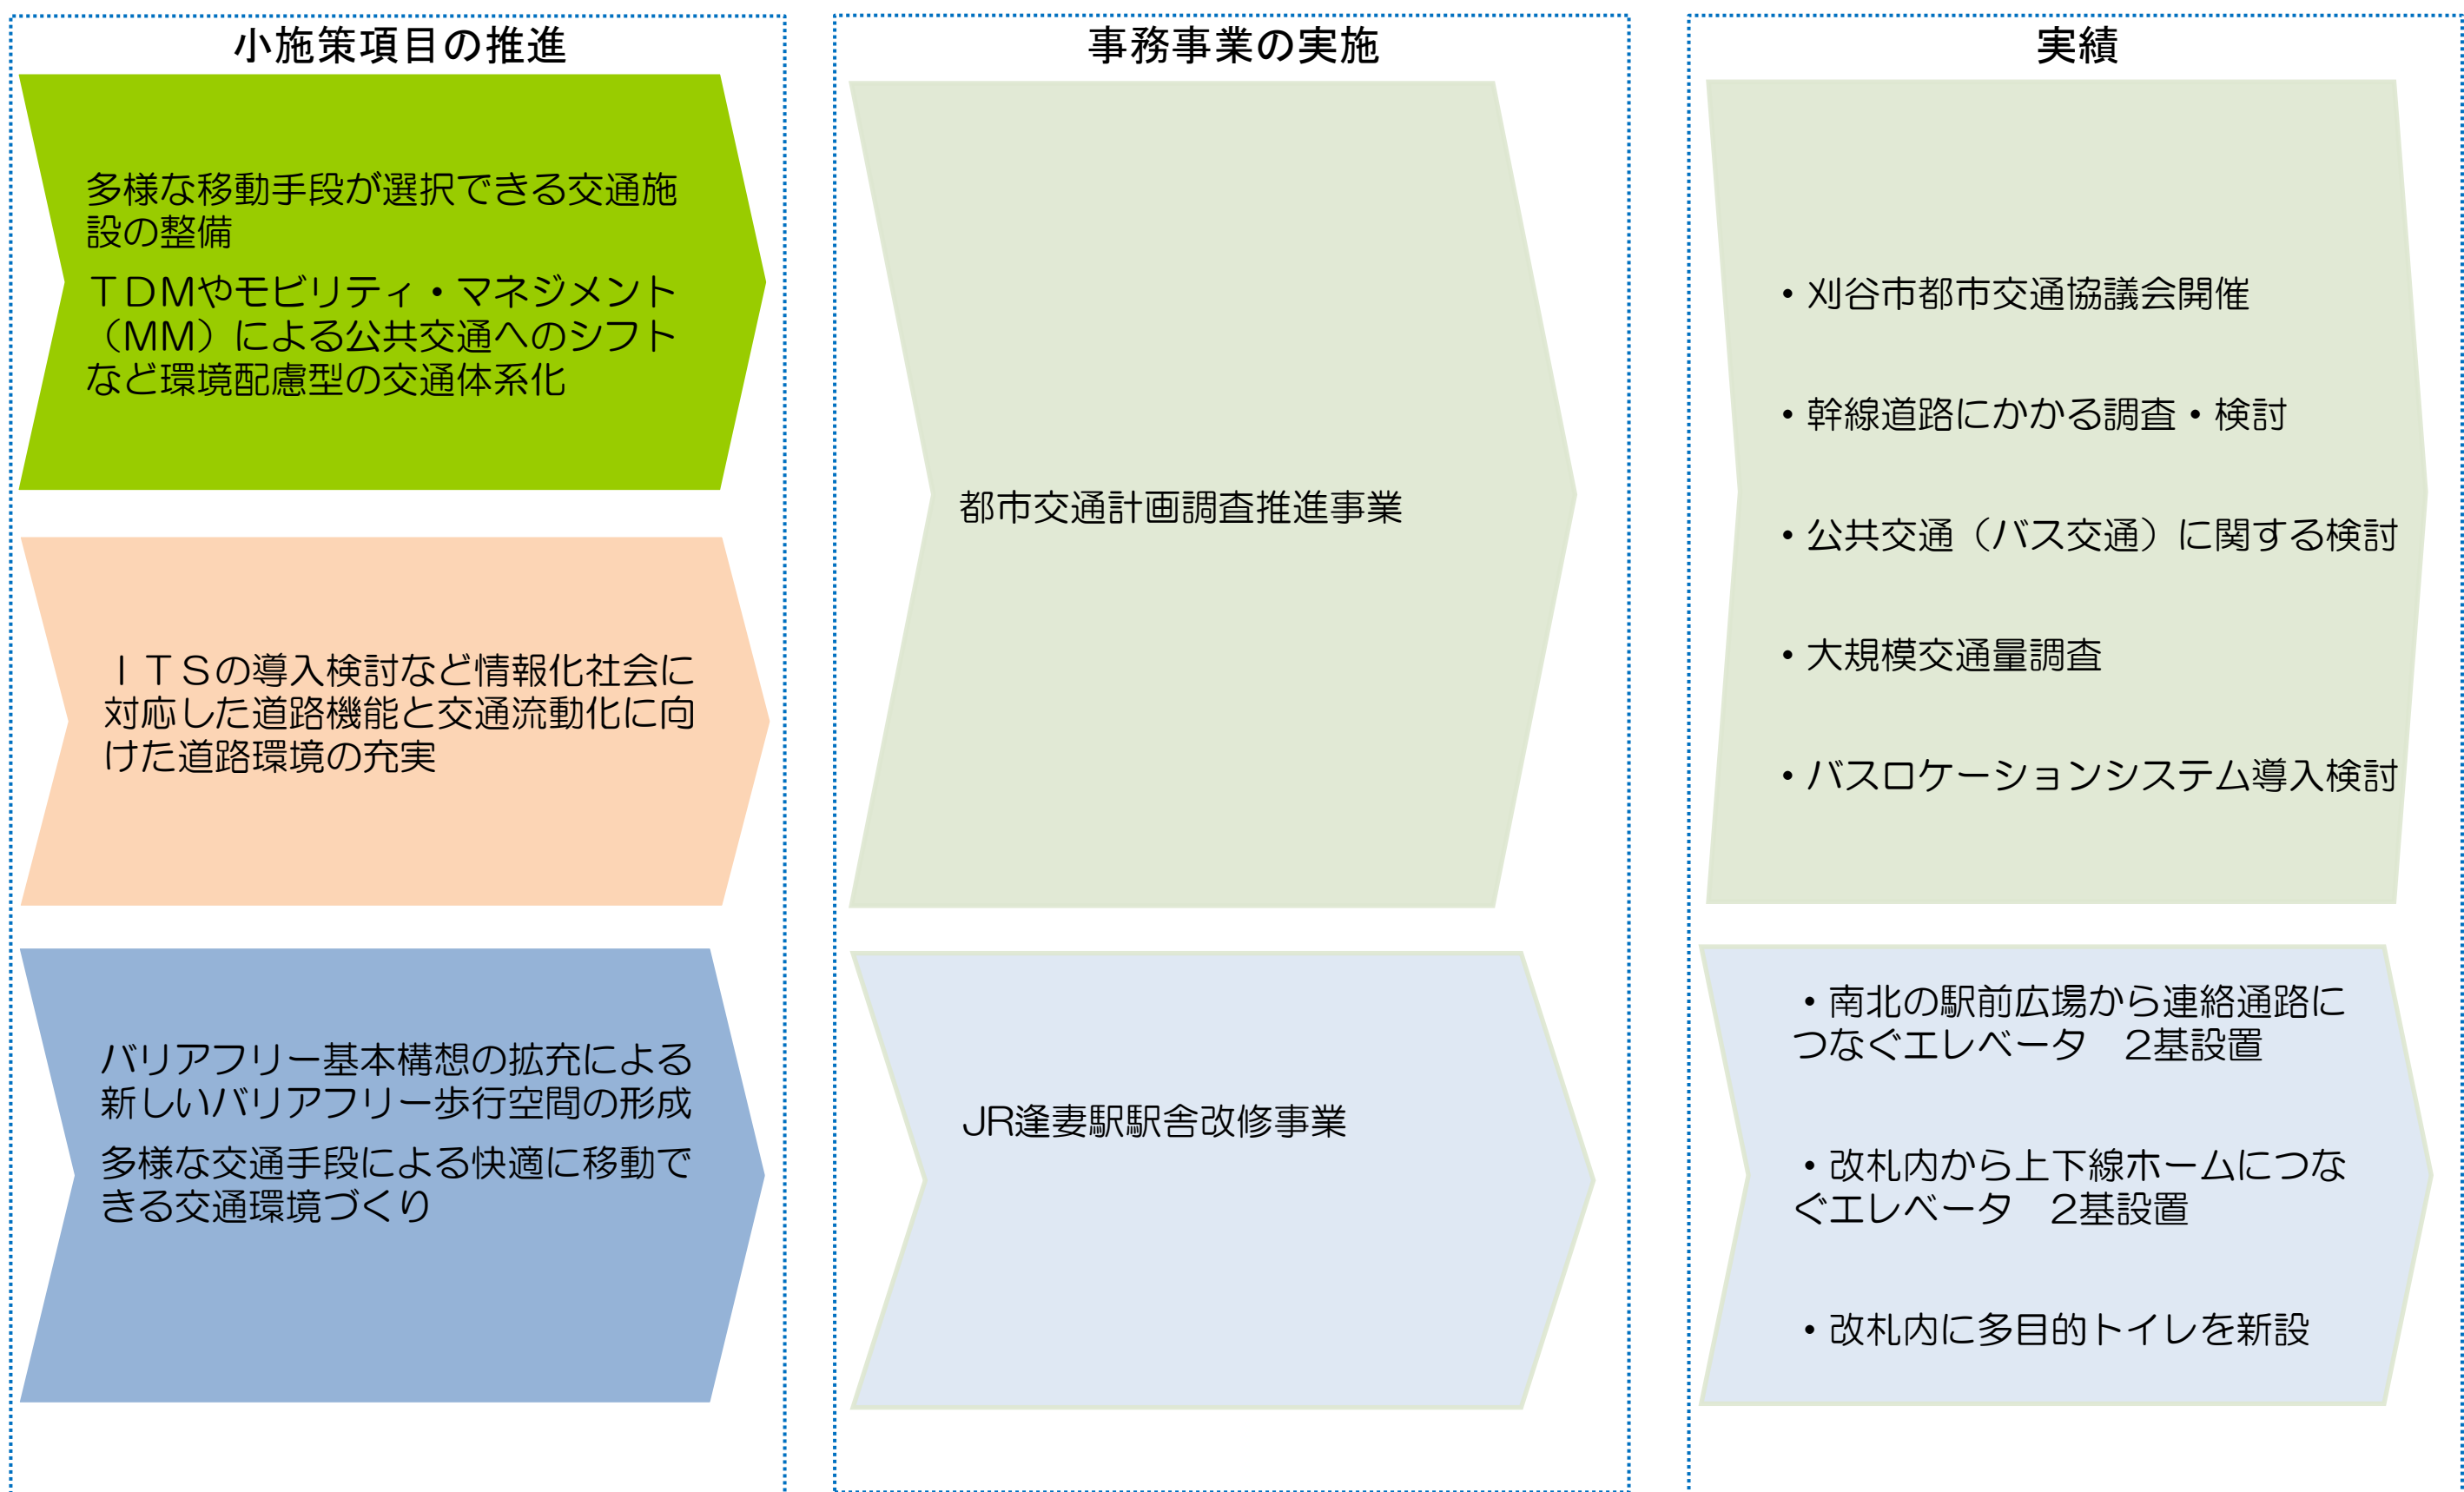 小施策項目の推進
多様な移動手段が選択できる交通施
設の整備
ＴＤＭやモビリティ・マネジメント
（ＭＭ）による公共交通へのシフト
など環境配慮型の交通体系化
ＩＴＳの導入検討など情報化社会に
対応した道路機能と交通流動化に向
けた道路環境の充実
バリアフリー基本構想の拡充による
新しいバリアフリー歩行空間の形成
多様な交通手段による快適に移動で
きる交通環境づくり
事務事業の実施
都市交通計画調査推進事業
JR逢妻駅駅舎改修事業
実績
・刈谷市都市交通協議会開催
・幹線道路にかかる調査・検討
・公共交通（バス交通）に関する検討
・大規模交通量調査
・バスロケーションシステム導入検討
・南北の駅前広場から連絡通路に
つなぐエレベータ　2基設置
・改札内から上下線ホームにつな
ぐエレベータ　2基設置
・改札内に多目的トイレを新設